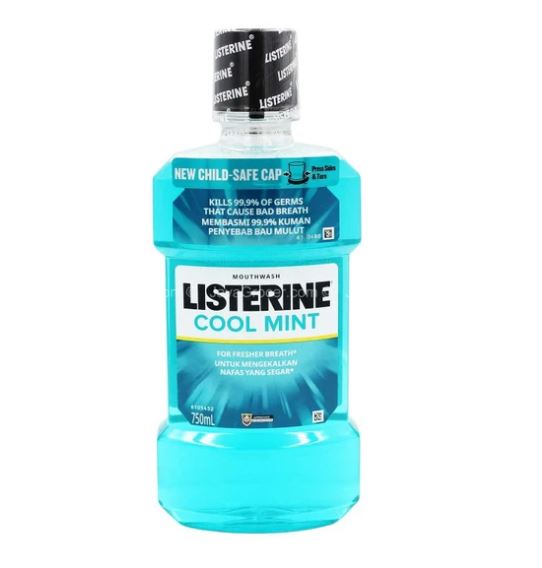 LISTERINE®
LISTERINE®
LISTERINE®
NEW CHILD-SAFE CAP
Press Sides
& Turn
KILLS 99.9% OF GERMS
THAT CAUSE BAD BREATH
MEMBASMI 99.9% KUMAN
PENYEBAB BAU MULUT
MOUTHWASH
LISTERINE®
COOL MINT
FOR FRESHER BREATH*
UNTUK MENGEKALKAN
NAFAS YANG SEGAR*
750mL